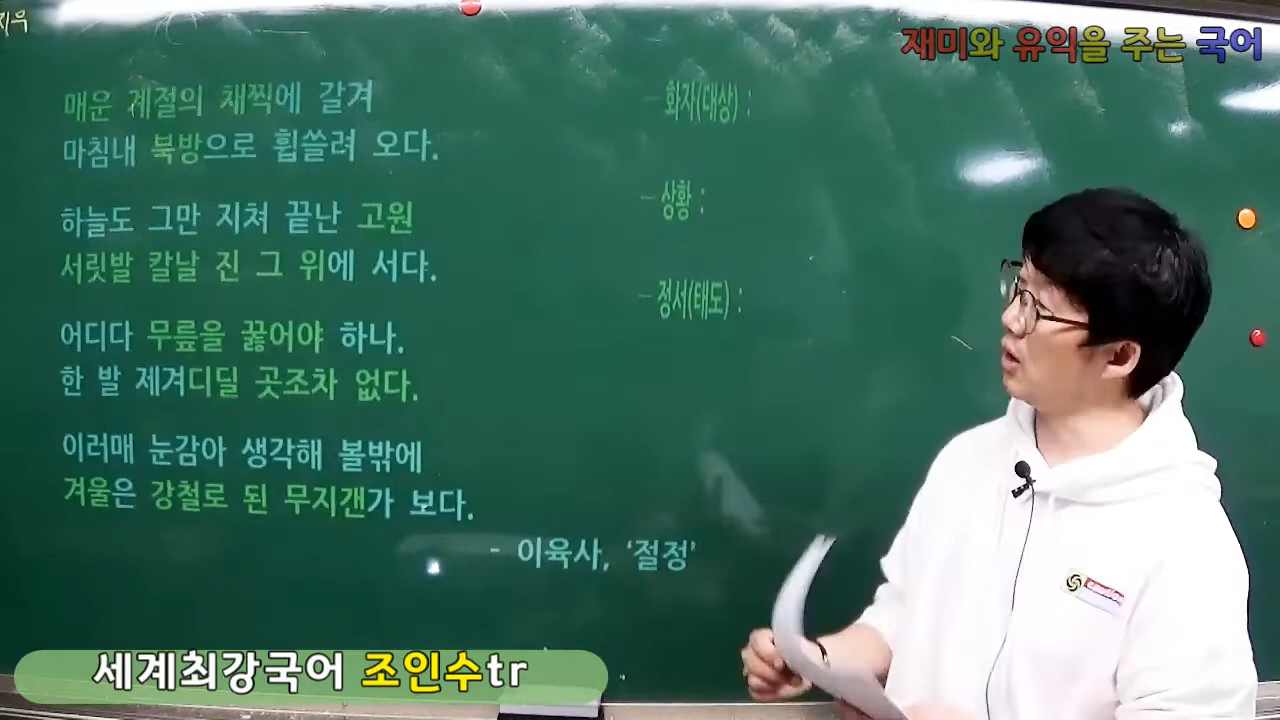 지우
재미와 유익을 주는 국어
매운 계절의 채찍에 갈겨
마침내 북방으로 휩쓸려 오다.
하늘도 그만 지쳐 끝난 고원
서릿발 칼날 진 그 위에 서다.
어디다 무릎을 꿇어야 하나.
한 발 제겨디딜 곳조차 없다.
이러매 눈감아 생각해 볼밖에
겨울은 강철로 된 무지갠가 보다.
- 이육사, ‘절정’
- 화자(대상) :
- 상황 :
- 정서(태도) :
세계최강국어 조인수tr